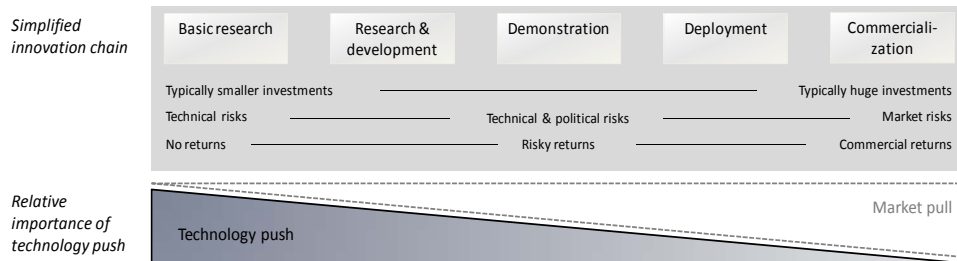 Simplified
innovation chain
Basic research
Research &
development
Demonstration
Deployment
Commerciali-
zation
Typically smaller investments
Typically huge investments
Technical risks
Technical & political risks
Market risks
No returns
Risky returns
Commercial returns
Relative
importance of
technology push
Technology push
Market pull